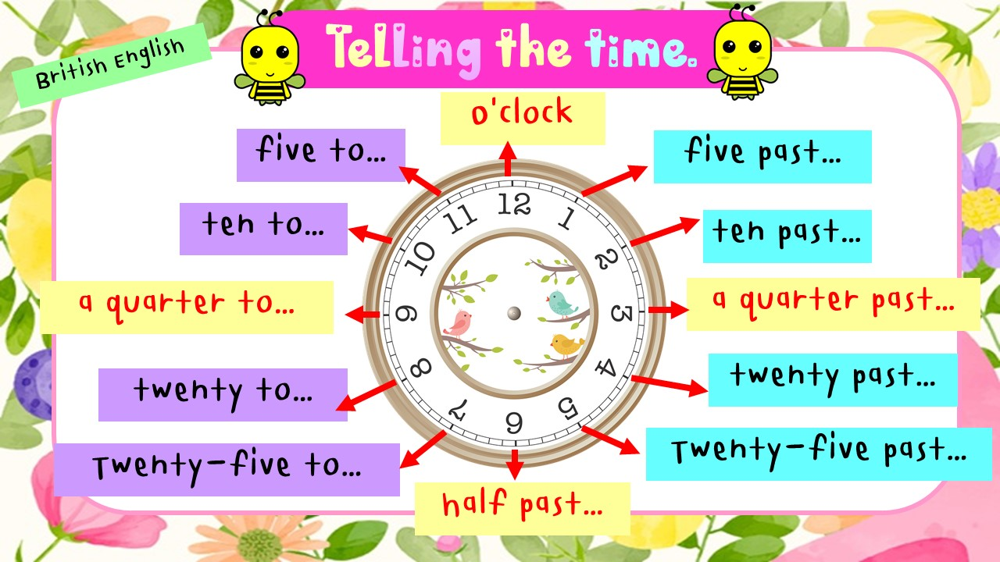 British English
Telling the time.
O'clock
five to...
five past...
ten to...
ten past...
a quarter to...
a quarter past...
twenty to...
twenty past...
Twenty-five to...
Twenty-five past...
half past...
12
1
2
3
4
5
6
7
8
9
10
11